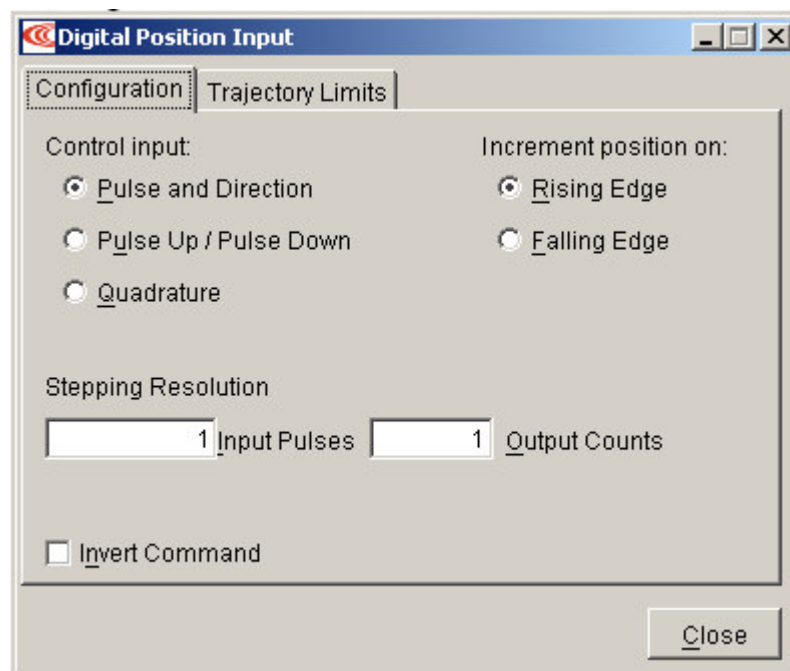 Digital Position Input
Configuration Trajectory Limits
Control input: Increment position on:
Pulse and Direction Rising Edge
Pulse Up / Pulse Down Falling Edge
Quadrature
Stepping Resolution
1 Input Pulses 1 Output Counts
Invert Command
Close